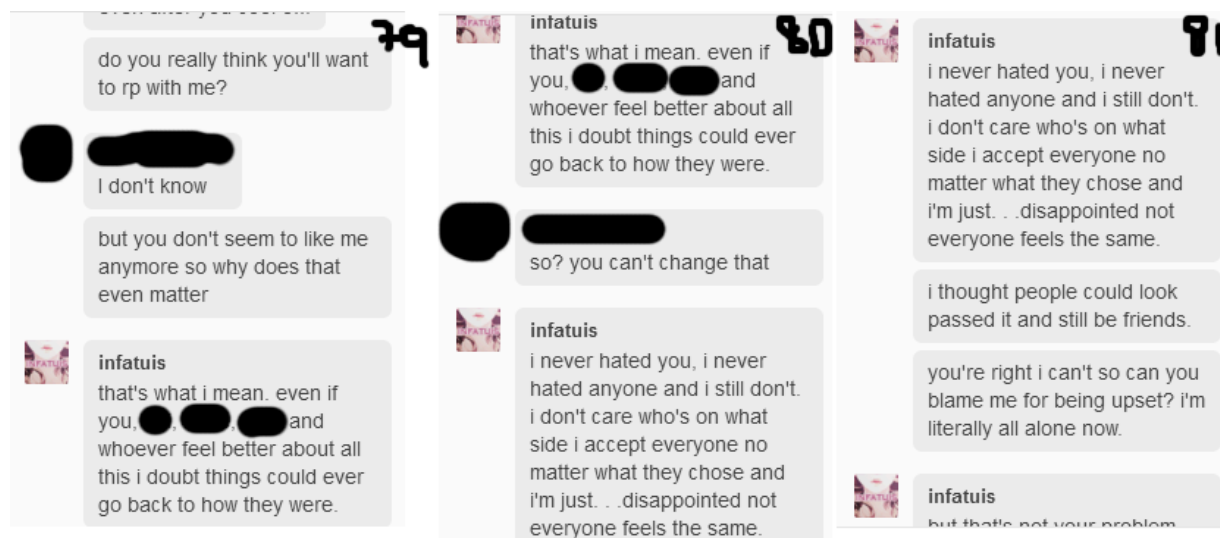 do you really think you'll want
to rp with me?
I don't know
but you don't seem to like me
anymore so why does that
even matter
infatuis
that's what i mean. even if
you, , , and
whoever feel better about all
this i doubt things could ever
go back to how they were.
79
infatuis
that's what i mean. even if
you, , and
whoever feel better about all
this i doubt things could ever
go back to how they were.
so? you can't change that
infatuis
i never hated you, i never
hated anyone and i still don't.
i don't care who's on what
side i accept everyone no
matter what they chose and
i'm just. . .disappointed not
everyone feels the same.
80
infatuis
i never hated you, i never
hated anyone and i still don't.
i don't care who's on what
side i accept everyone no
matter what they chose and
i'm just. . .disappointed not
everyone feels the same.
i thought people could look
passed it and still be friends.
you're right i can't so can you
blame me for being upset? i'm
literally all alone now.
infatuis
but that's not your problem